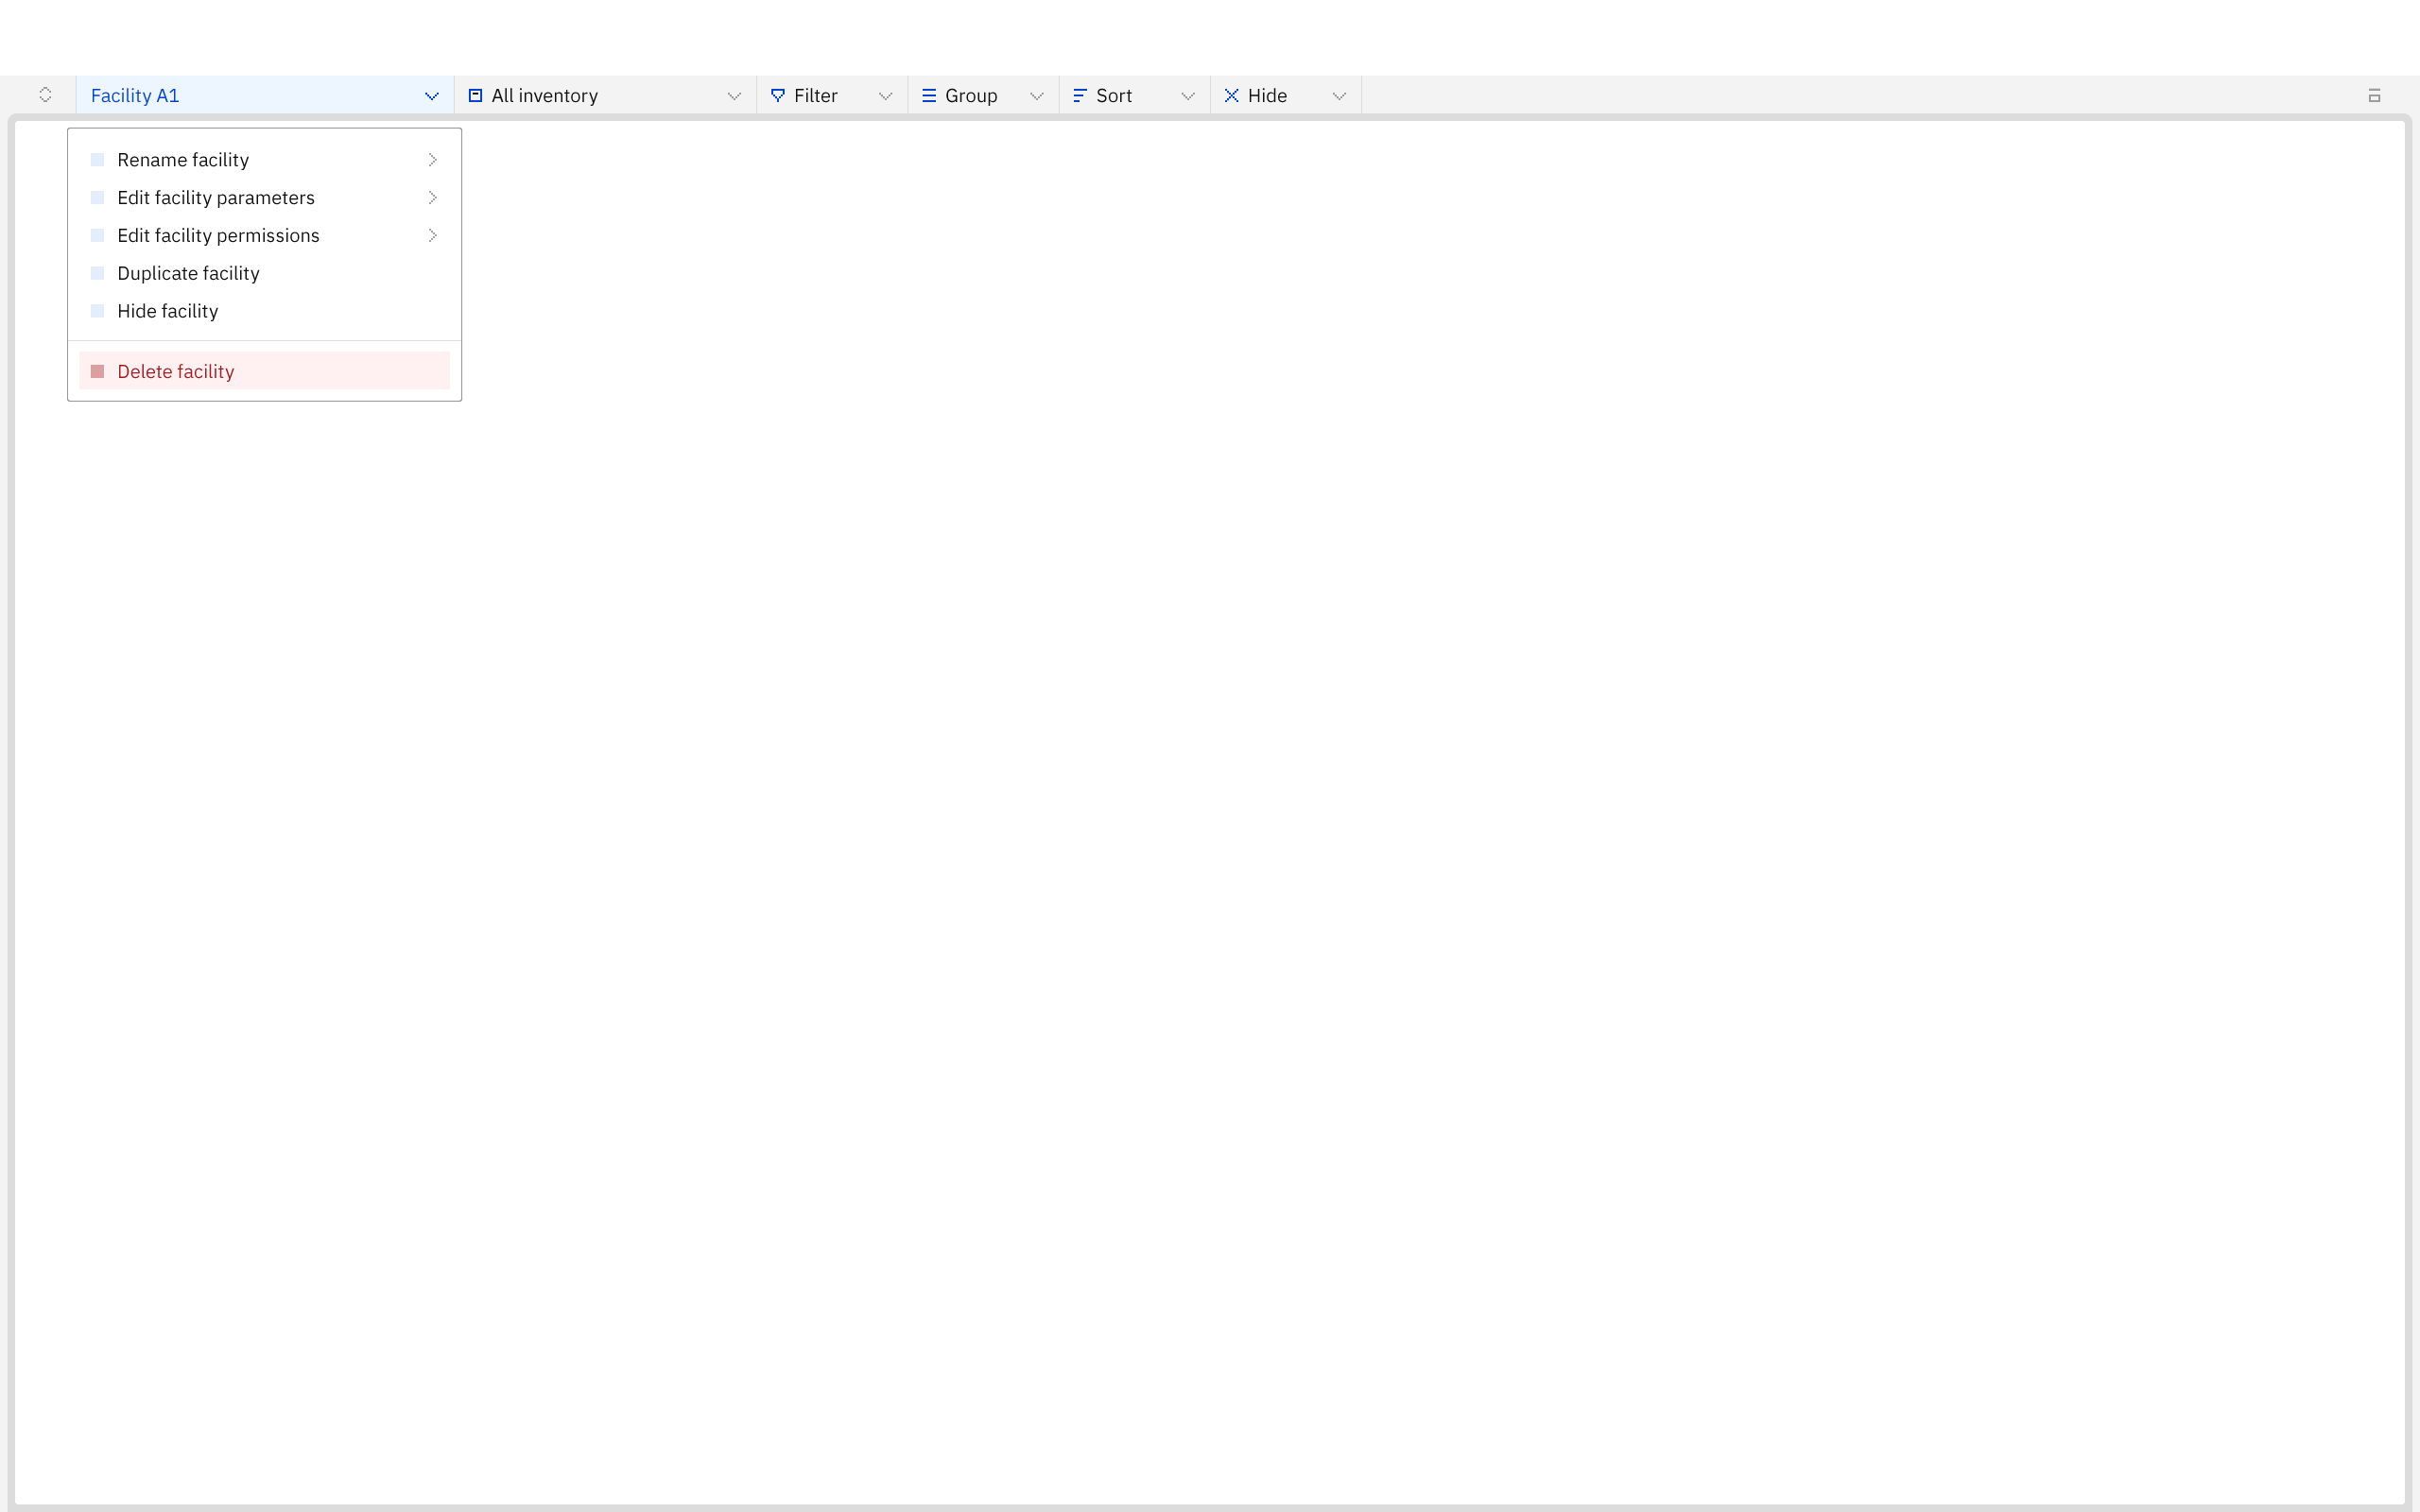 Facility A1
All inventory
Filter
Group
Sort
Hide
Rename facility
Edit facility parameters
Edit facility permissions
Duplicate facility
Hide facility
Delete facility